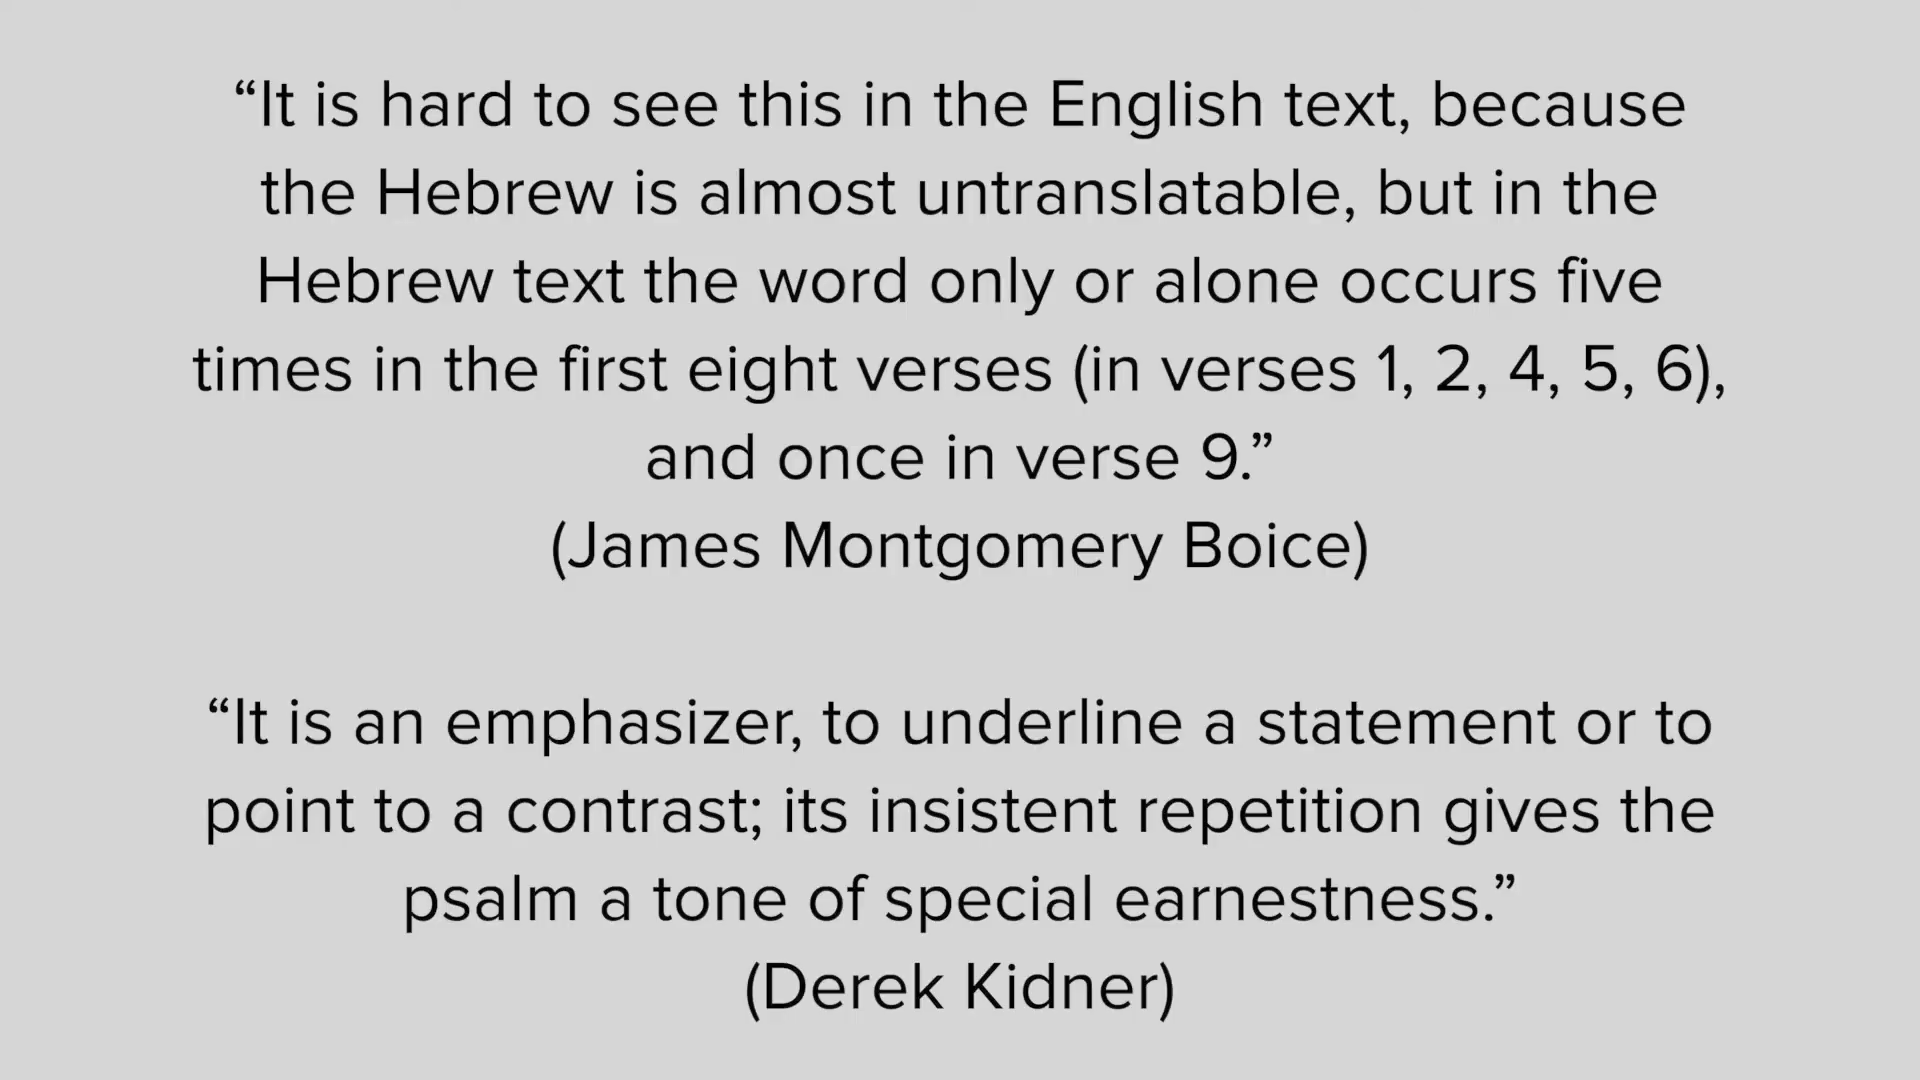 “It is hard to see this in the English text, because
the Hebrew is almost untranslatable, but in the
Hebrew text the word only or alone occurs five
times in the first eight verses (in verses 1, 2, 4, 5, 6),
and once in verse 9.”
(James Montgomery Boice)
“It is an emphasizer, to underline a statement or to
point to a contrast; its insistent repetition gives the
psalm a tone of special earnestness.”
(Derek Kidner)